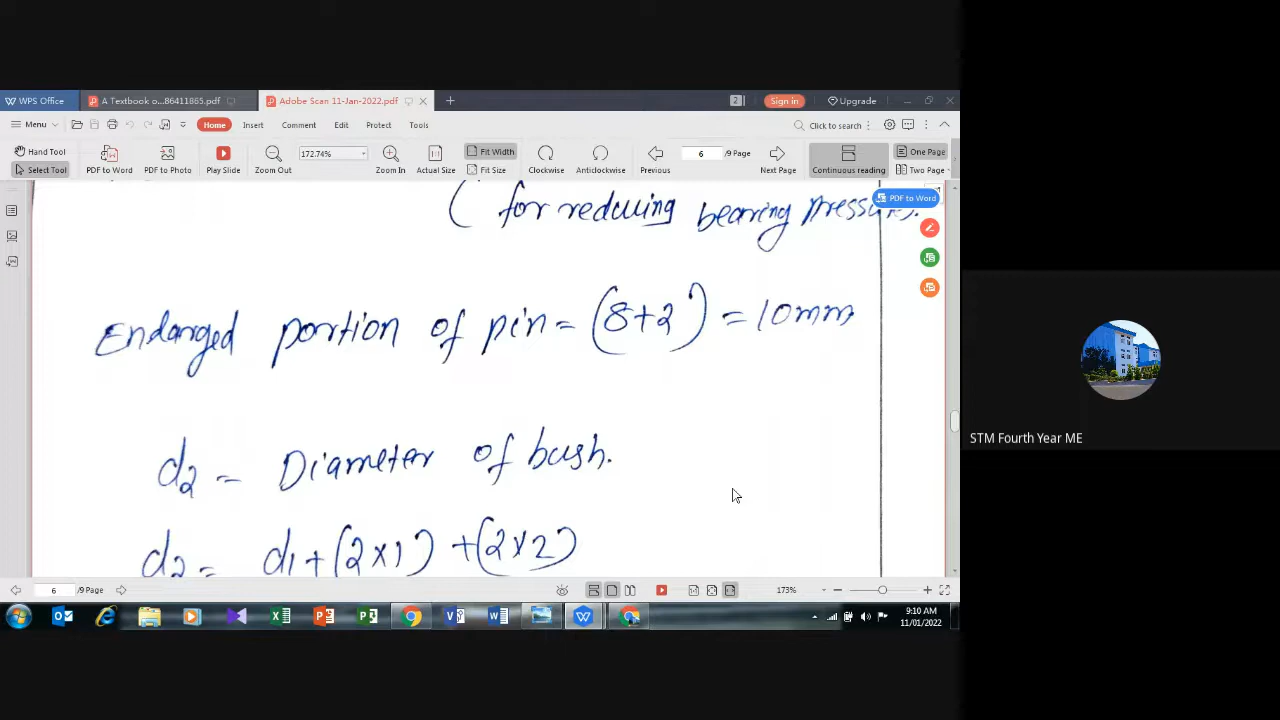 WPS Office
A Textbook o...86411865.pdf
Adobe Scan 11-Jan-2022.pdf
2
Sign in
Upgrade
Menu
Home
Insert
Comment
Edit
Protect
Tools
Click to search
Hand Tool
Select Tool
PDF to Word
PDF to Photo
Play Slide
Zoom Out
172.74%
Zoom In
Actual Size
Fit Width
Fit Size
Clockwise
Anticlockwise
Previous
6 /9 Page
Next Page
Continuous reading
One Page
Two Page
PDF to Word
( for reducing bearing pressure.
Endarged portion of pin = (8+2) = 10mm
d2 = Diameter of bush.
d2 = d1 + (2×1) + (2×2)
STM Fourth Year ME
6 /9 Page
173%
9:10 AM
11/01/2022